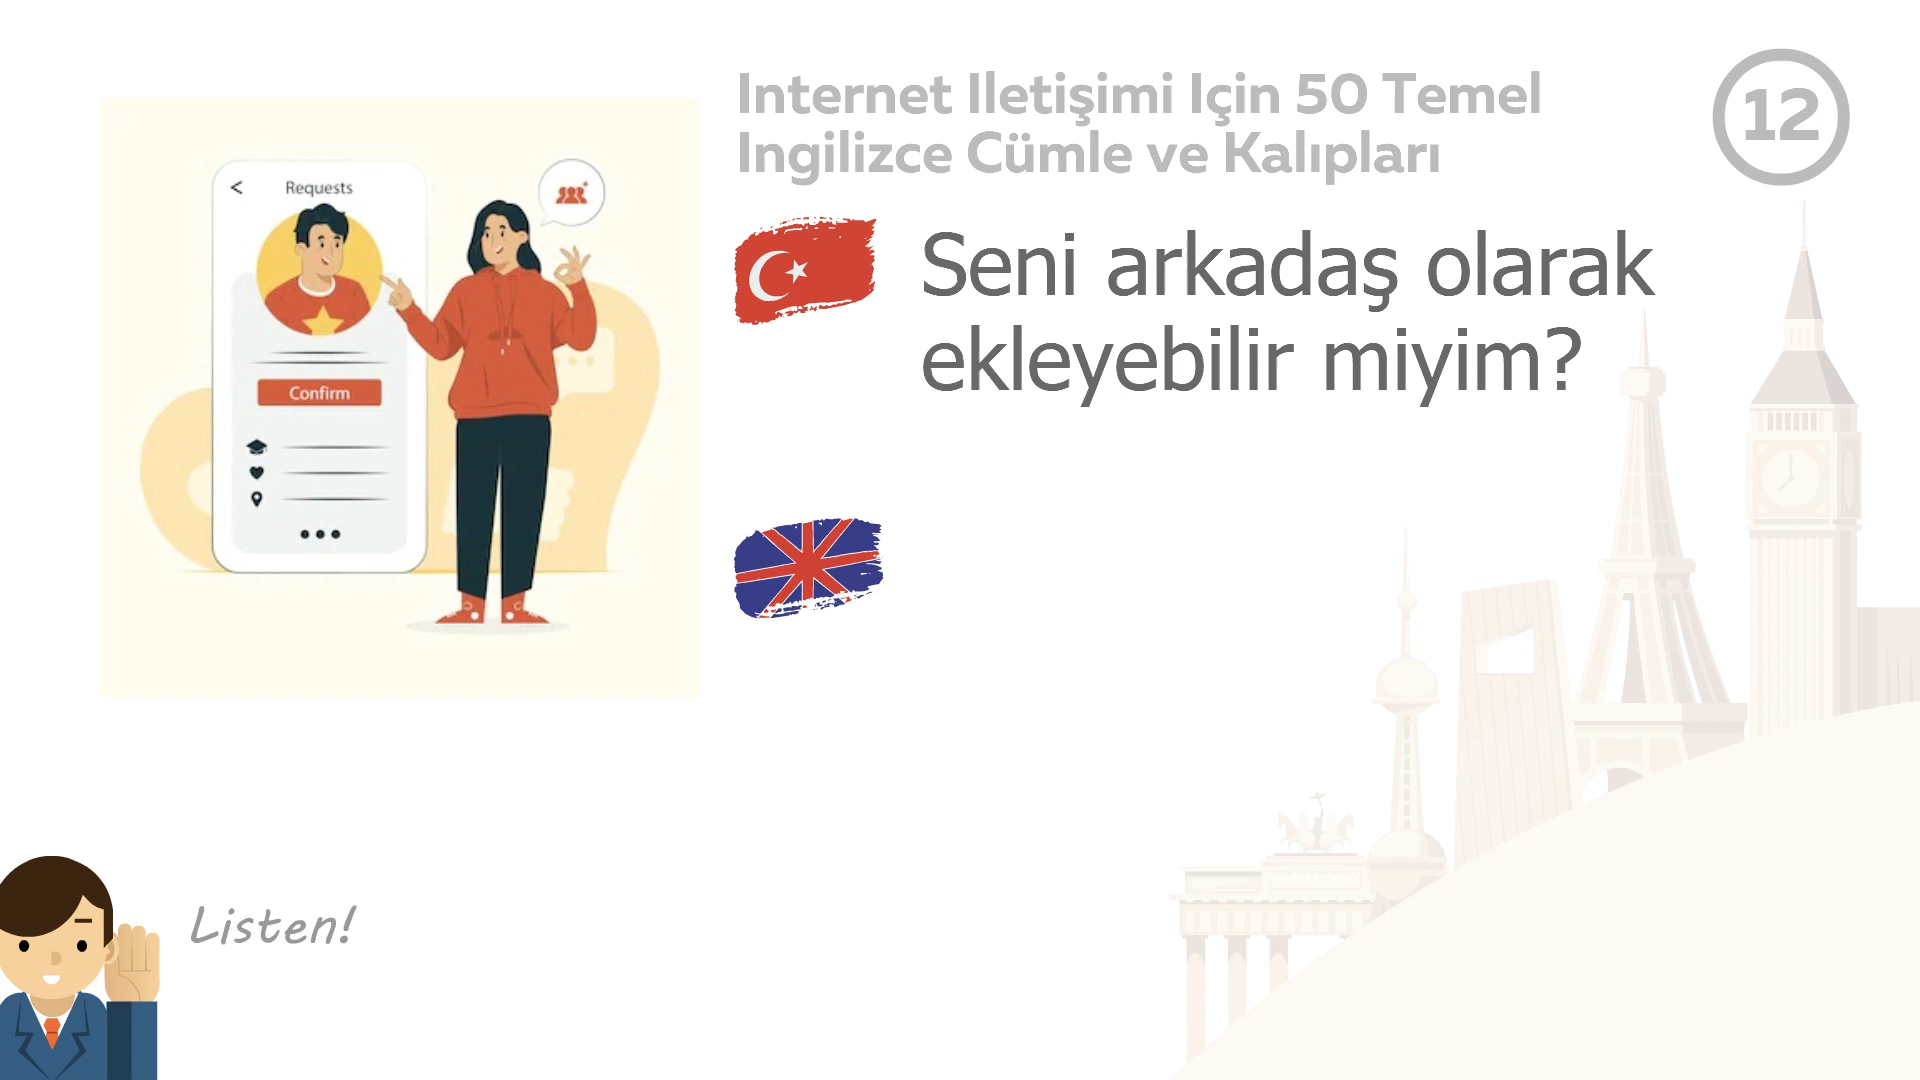 Internet Iletişimi Için 50 Temel
Ingilizce Cümle ve Kalıpları
12
< Requests
Confirm
Seni arkadaş olarak
ekleyebilir miyim?
Listen!